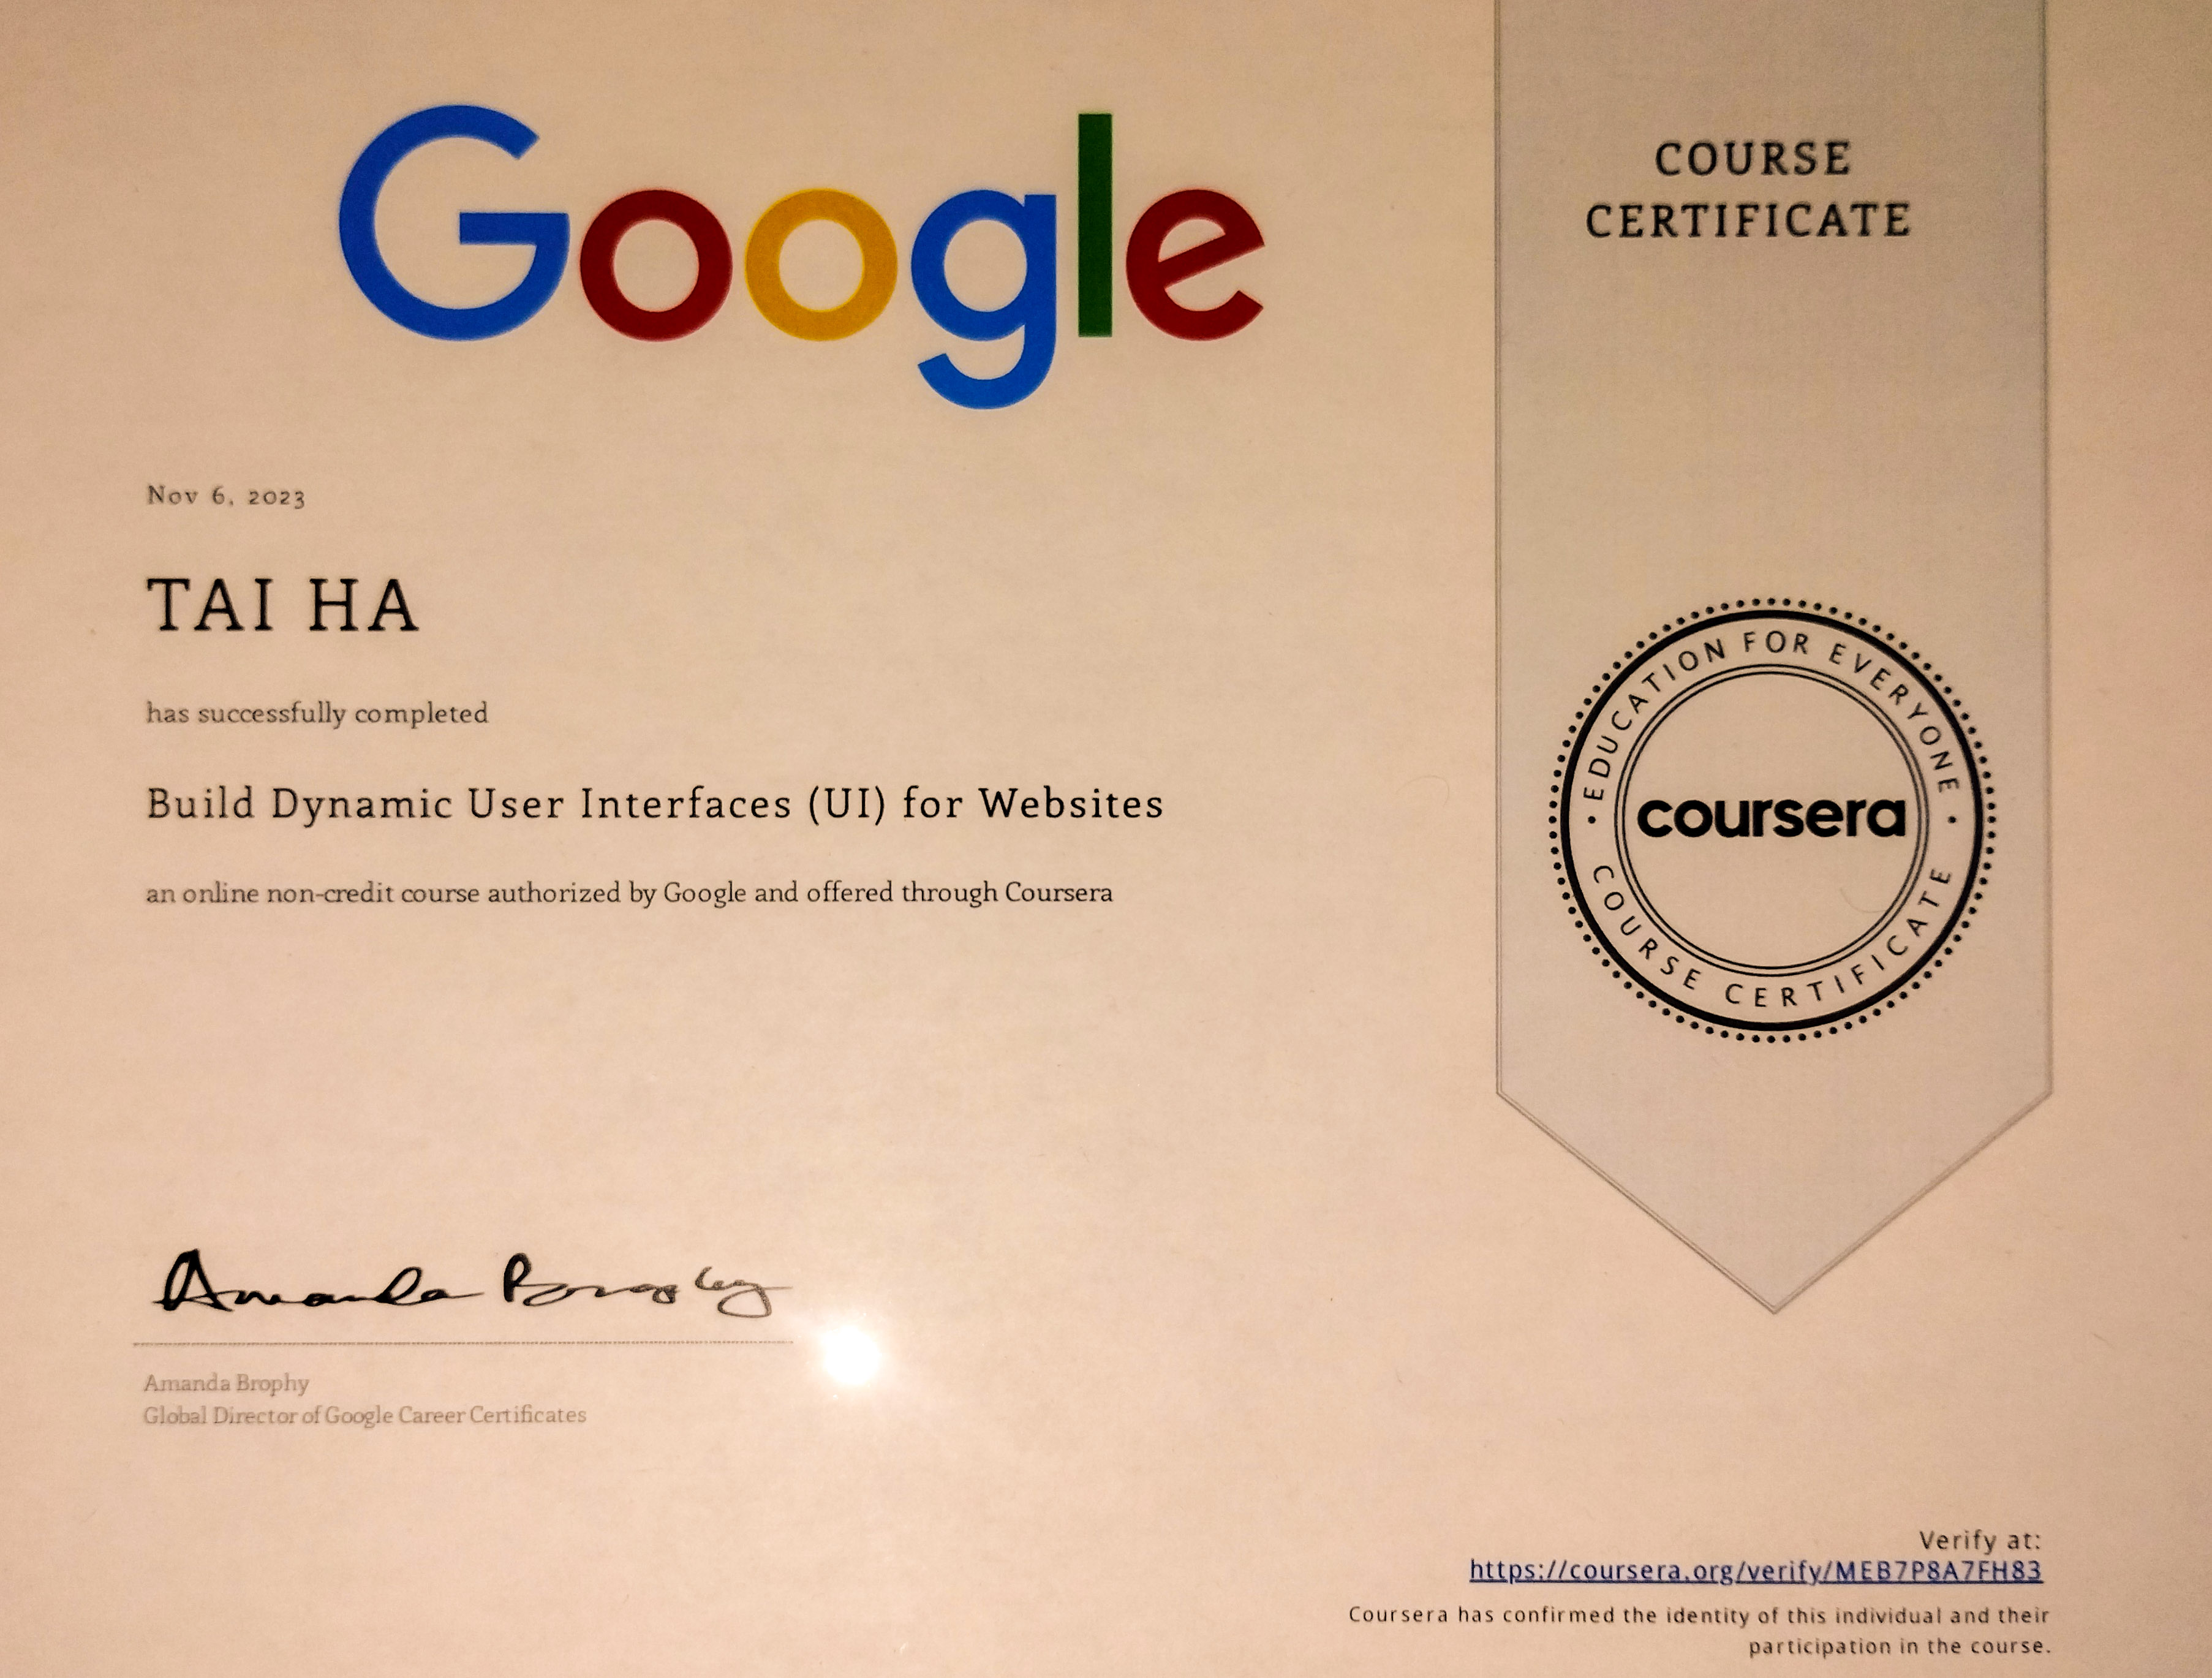 Google
COURSE
CERTIFICATE
Nov 6, 2023
TAI HA
has successfully completed
Build Dynamic User Interfaces (UI) for Websites
an online non-credit course authorized by Google and offered through Coursera
EDUCATION FOR EVERYONE
coursera
COURSE CERTIFICATE
Amanda Brophy
Amanda Brophy
Global Director of Google Career Certificates
Verify at:
https://coursera.org/verify/MEB7P8A7FH83
Coursera has confirmed the identity of this individual and their
participation in the course.